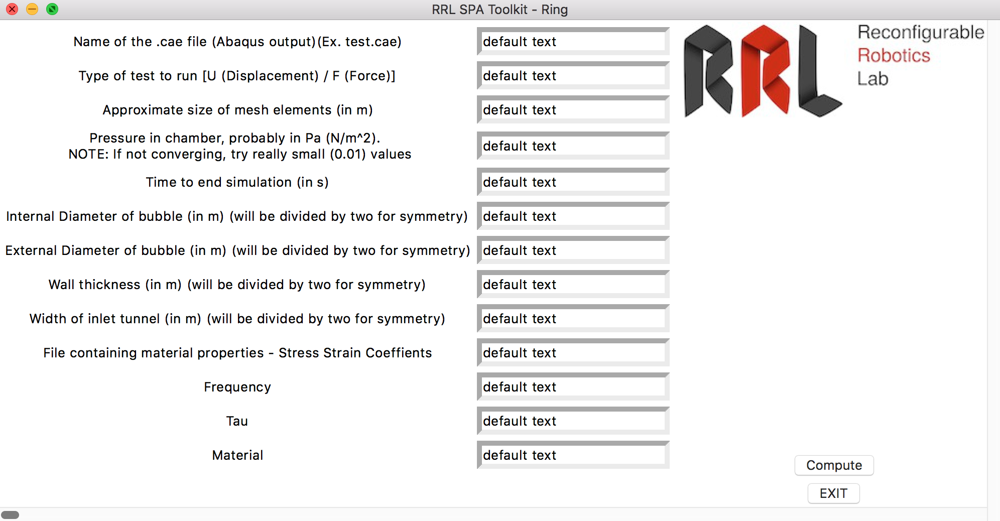 RRL SPA Toolkit - Ring
Name of the .cae file (Abaqus output)(Ex. test.cae)
default text
Type of test to run [U (Displacement) / F (Force)]
default text
Approximate size of mesh elements (in m)
default text
Pressure in chamber, probably in Pa (N/m^2).
NOTE: If not converging, try really small (0.01) values
default text
Time to end simulation (in s)
default text
Internal Diameter of bubble (in m) (will be divided by two for symmetry)
default text
External Diameter of bubble (in m) (will be divided by two for symmetry)
default text
Wall thickness (in m) (will be divided by two for symmetry)
default text
Width of inlet tunnel (in m) (will be divided by two for symmetry)
default text
File containing material properties - Stress Strain Coeffients
default text
Frequency
default text
Tau
default text
Material
default text
RRL
Reconfigurable
Robotics
Lab
Compute
EXIT